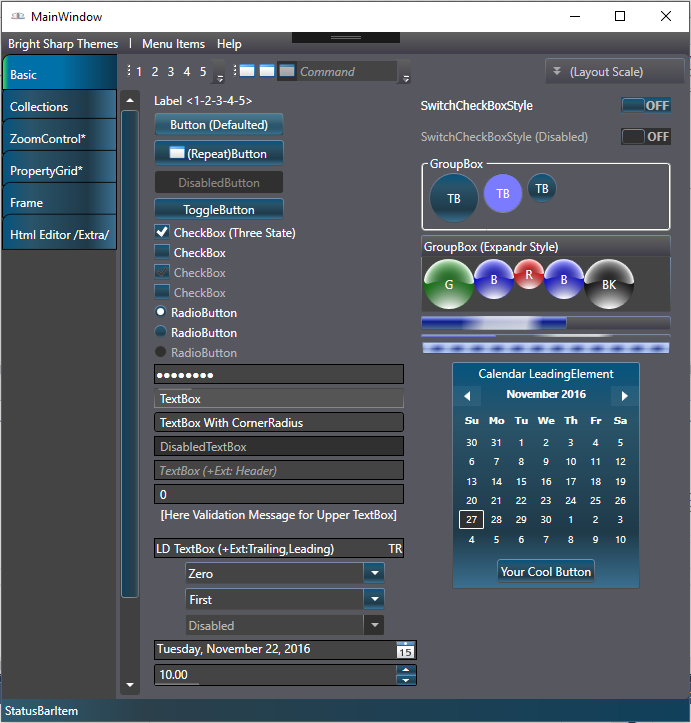 MainWindow
Bright Sharp Themes | Menu Items Help
Basic
Collections
ZoomControl*
PropertyGrid*
Frame
Html Editor /Extra/
1 2 3 4 5 Command
(Layout Scale)
Label <1-2-3-4-5>
Button (Defaulted)
(Repeat)Button
DisabledButton
ToggleButton
CheckBox (Three State)
CheckBox
CheckBox
CheckBox
RadioButton
RadioButton
RadioButton
●●●●●●●●
TextBox
TextBox With CornerRadius
DisabledTextBox
TextBox (+Ext: Header)
0
[Here Validation Message for Upper TextBox]
LD TextBox (+Ext:Trailing,Leading) TR
Zero
First
Disabled
Tuesday, November 22, 2016 15
10.00
SwitchCheckBoxStyle OFF
SwitchCheckBoxStyle (Disabled) OFF
GroupBox
TB TB TB
GroupBox (Expandr Style)
G B R B BK
Calendar LeadingElement
November 2016
Su Mo Tu We Th Fr Sa
30 31 1 2 3 4 5
6 7 8 9 10 11 12
13 14 15 16 17 18 19
20 21 22 23 24 25 26
27 28 29 30 1 2 3
4 5 6 7 8 9 10
Your Cool Button
StatusBarItem